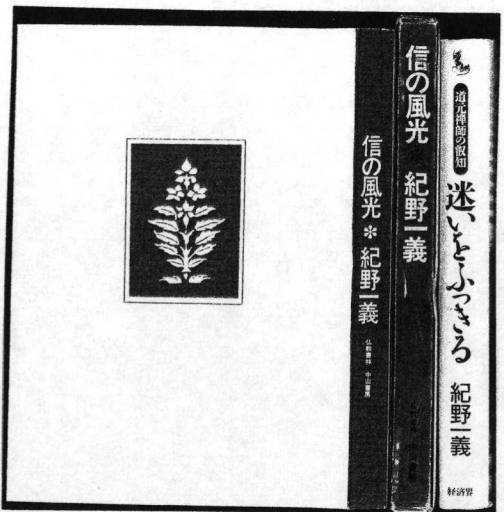 信の風光＊紀野一義
仏教書林 中山書房
信の風光＊紀野一義
道元禅師の叡知
迷いをふっきる
紀野一義
経済界